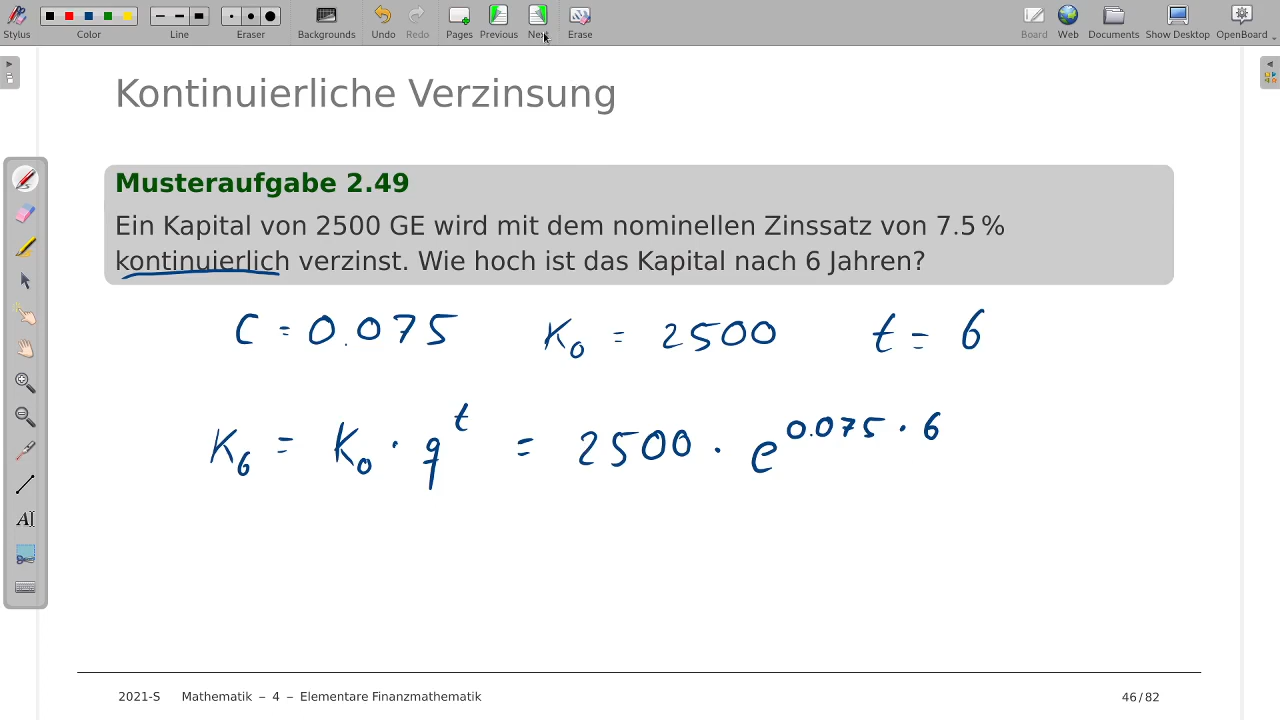 Stylus Color Line Eraser Backgrounds Undo Redo Pages Previous Next Erase Board Web Documents Show Desktop OpenBoard
Kontinuierliche Verzinsung
Musteraufgabe 2.49
Ein Kapital von 2500 GE wird mit dem nominellen Zinssatz von 7.5 %
kontinuierlich verzinst. Wie hoch ist das Kapital nach 6 Jahren?
c = 0.075 K₀ = 2500 t = 6
K₆ = K₀ · q^t = 2500 · e^(0.075 · 6)
2021-S Mathematik – 4 – Elementare Finanzmathematik 46 / 82